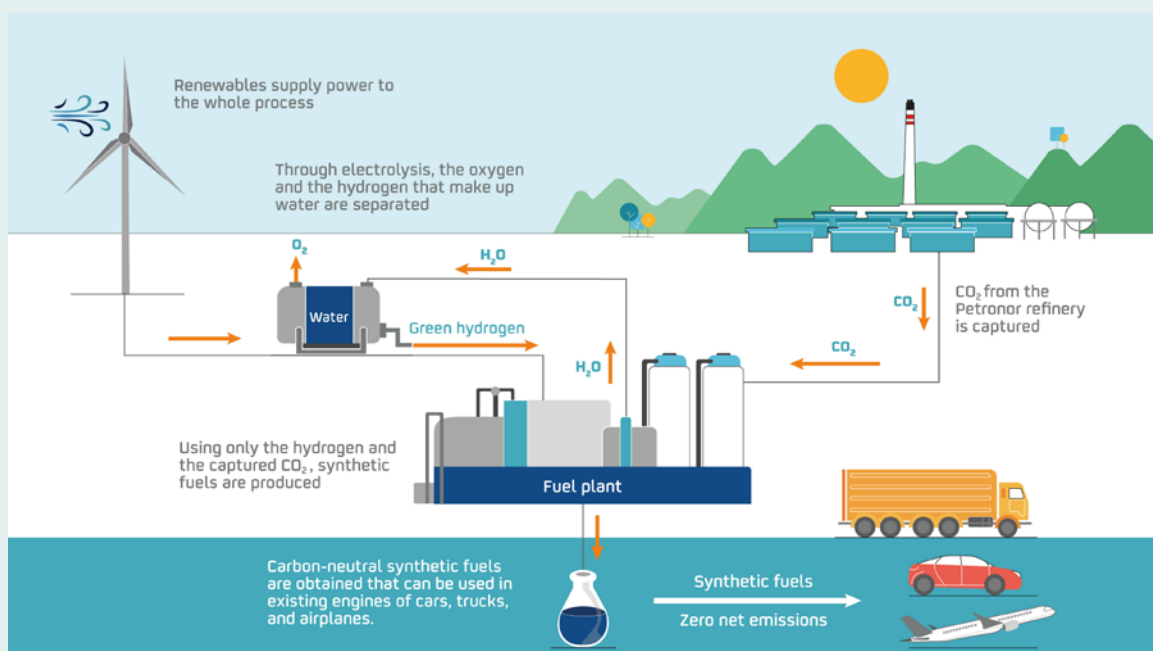 Renewables supply power to
the whole process
Through electrolysis, the oxygen
and the hydrogen that make up
water are separated
O₂
H₂O
Water
Green hydrogen
H₂O
CO₂
CO₂
CO₂ from the
Petronor refinery
is captured
Using only the hydrogen and
the captured CO₂, synthetic
fuels are produced
Fuel plant
Carbon-neutral synthetic fuels
are obtained that can be used in
existing engines of cars, trucks,
and airplanes.
Synthetic fuels
Zero net emissions